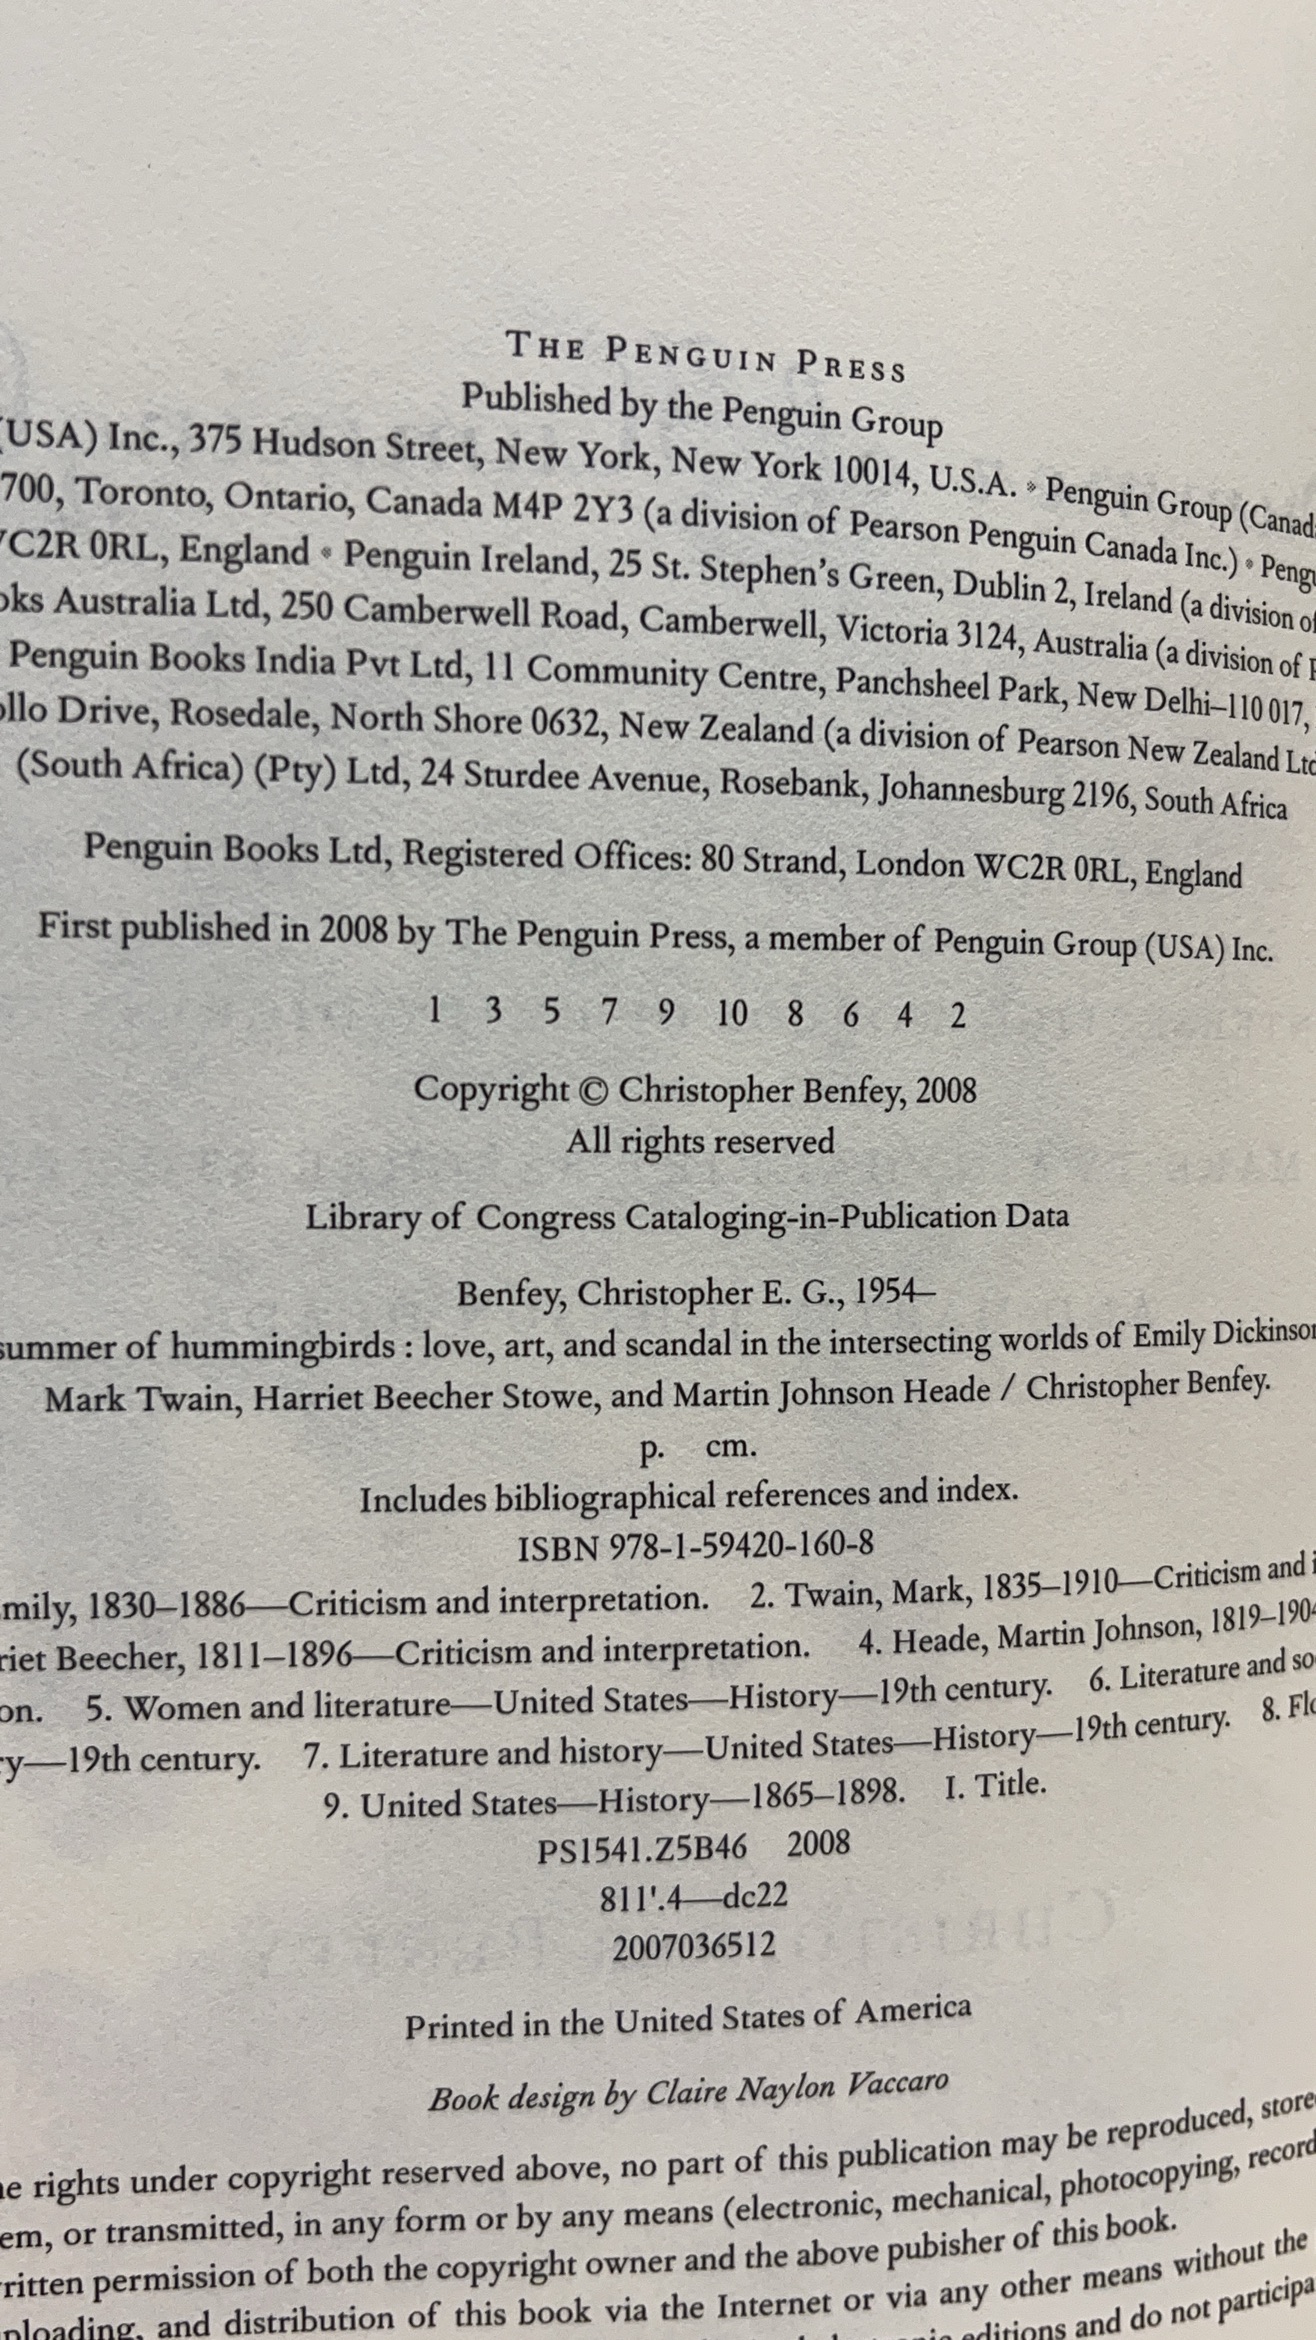 THE PENGUIN PRESS
Published by the Penguin Group
(USA) Inc., 375 Hudson Street, New York, New York 10014, U.S.A. • Penguin Group (Canad
700, Toronto, Ontario, Canada M4P 2Y3 (a division of Pearson Penguin Canada Inc.) • Pengu
C2R 0RL, England • Penguin Ireland, 25 St. Stephen's Green, Dublin 2, Ireland (a division of
oks Australia Ltd, 250 Camberwell Road, Camberwell, Victoria 3124, Australia (a division of P
Penguin Books India Pvt Ltd, 11 Community Centre, Panchsheel Park, New Delhi–110 017,
ollo Drive, Rosedale, North Shore 0632, New Zealand (a division of Pearson New Zealand Ltd
(South Africa) (Pty) Ltd, 24 Sturdee Avenue, Rosebank, Johannesburg 2196, South Africa
Penguin Books Ltd, Registered Offices: 80 Strand, London WC2R 0RL, England
First published in 2008 by The Penguin Press, a member of Penguin Group (USA) Inc.
1 3 5 7 9 10 8 6 4 2
Copyright © Christopher Benfey, 2008
All rights reserved
Library of Congress Cataloging-in-Publication Data
Benfey, Christopher E. G., 1954–
summer of hummingbirds : love, art, and scandal in the intersecting worlds of Emily Dickinson
Mark Twain, Harriet Beecher Stowe, and Martin Johnson Heade / Christopher Benfey.
p. cm.
Includes bibliographical references and index.
ISBN 978-1-59420-160-8
mily, 1830–1886—Criticism and interpretation. 2. Twain, Mark, 1835–1910—Criticism and i
riet Beecher, 1811–1896—Criticism and interpretation. 4. Heade, Martin Johnson, 1819–1904
on. 5. Women and literature—United States—History—19th century. 6. Literature and so
ry—19th century. 7. Literature and history—United States—History—19th century. 8. Flo
9. United States—History—1865–1898. I. Title.
PS1541.Z5B46 2008
811'.4—dc22
2007036512
Printed in the United States of America
Book design by Claire Naylon Vaccaro
he rights under copyright reserved above, no part of this publication may be reproduced, store
em, or transmitted, in any form or by any means (electronic, mechanical, photocopying, record
ritten permission of both the copyright owner and the above pubisher of this book.
ploading, and distribution of this book via the Internet or via any other means without the
editions and do not participa